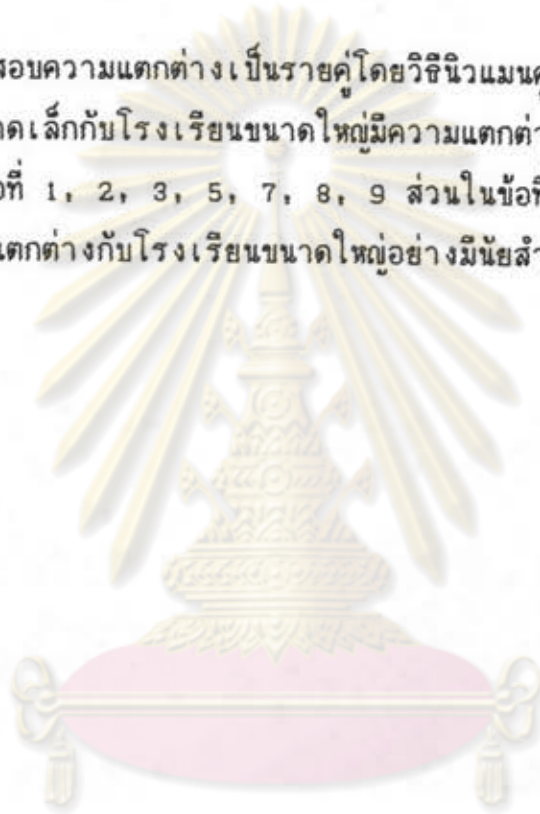 สอบความแตกต่างเป็นรายคู่โดยวิธีนิวแมน
าดเล็กกับโรงเรียนขนาดใหญ่มีความแตกต่า
อที่ 1, 2, 3, 5, 7, 8, 9 ส่วนในข้อที
แตกต่างกับโรงเรียนขนาดใหญ่อย่างมีนัยสำ